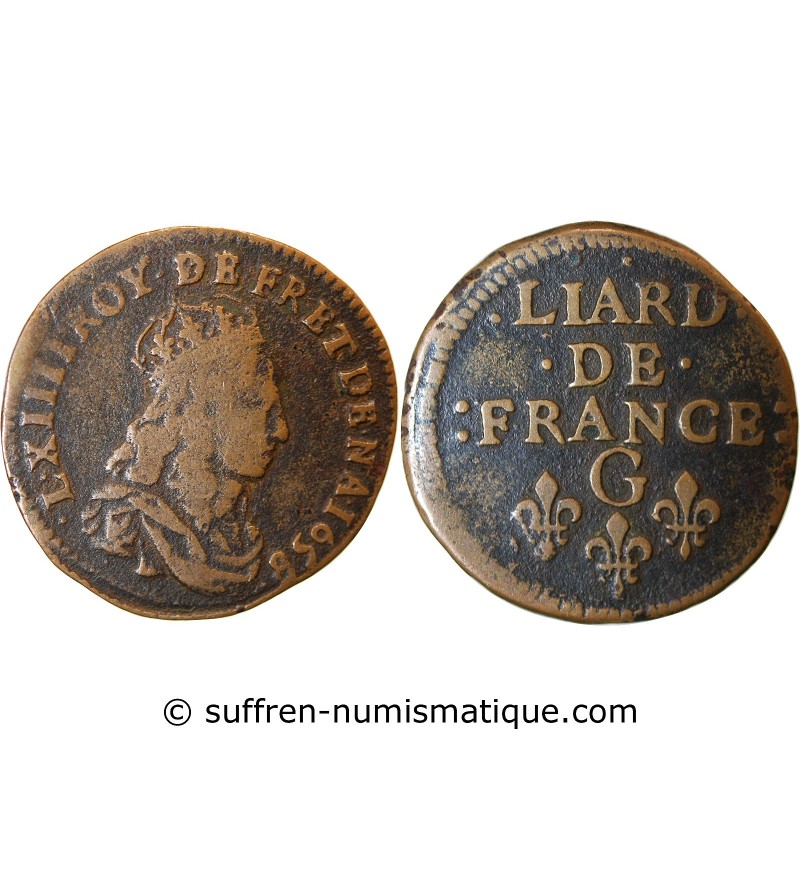 ·L·XIIII·ROY·DE·FR·ET·DE·NA·1658
·LIARD
·DE·
:FRANCE:
G
© suffren-numismatique.com